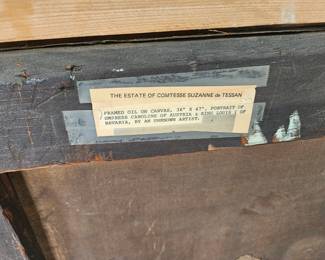 THE ESTATE OF COMTESSE SUZANNE de TESSAN
FRAMED OIL ON CANVAS, 36" X 47", PORTRAIT OF
EMPRESS CAROLINE OF AUSTRIA & KING LOUIS I OF
BAVARIA, BY AN UNKNOWN ARTIST.